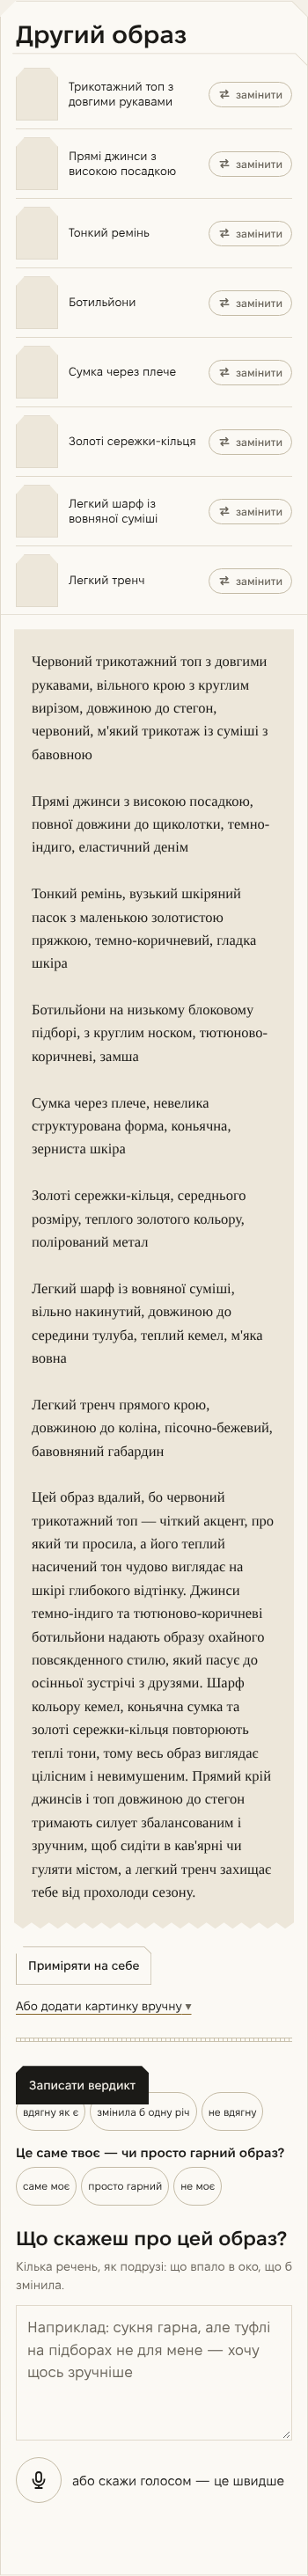 Другий образ
Трикотажний топ з
довгими рукавами
замінити
Прямі джинси з
високою посадкою
замінити
Тонкий ремінь
замінити
Ботильйони
замінити
Сумка через плече
замінити
Золоті сережки-кільця
замінити
Легкий шарф із
вовняної суміші
замінити
Легкий тренч
замінити
Червоний трикотажний топ з довгими
рукавами, вільного крою з круглим
вирізом, довжиною до стегон,
червоний, м'який трикотаж із суміші з
бавовною
Прямі джинси з високою посадкою,
повної довжини до щиколотки, темно-
індиго, еластичний денім
Тонкий ремінь, вузький шкіряний
пасок з маленькою золотистою
пряжкою, темно-коричневий, гладка
шкіра
Ботильйони на низькому блоковому
підборі, з круглим носком, тютюново-
коричневі, замша
Сумка через плече, невелика
структурована форма, коньячна,
зерниста шкіра
Золоті сережки-кільця, середнього
розміру, теплого золотого кольору,
полірований метал
Легкий шарф із вовняної суміші,
вільно накинутий, довжиною до
середини тулуба, теплий кемел, м'яка
вовна
Легкий тренч прямого крою,
довжиною до коліна, пісочно-бежевий,
бавовняний габардин
Цей образ вдалий, бо червоний
трикотажний топ — чіткий акцент, про
який ти просила, а його теплий
насичений тон чудово виглядає на
шкірі глибокого відтінку. Джинси
темно-індиго та тютюново-коричневі
ботильйони надають образу охайного
повсякденного стилю, який пасує до
осінньої зустрічі з друзями. Шарф
кольору кемел, коньячна сумка та
золоті сережки-кільця повторюють
теплі тони, тому весь образ виглядає
цілісним і невимушеним. Прямий крій
джинсів і топ довжиною до стегон
тримають силует збалансованим і
зручним, щоб сидіти в кав'ярні чи
гуляти містом, а легкий тренч захищає
тебе від прохолоди сезону.
Приміряти на себе
Або додати картинку вручну ▾
Записати вердикт
вдягну як є
змінила б одну річ
не вдягну
Це саме твоє — чи просто гарний образ?
саме моє
просто гарний
не моє
Що скажеш про цей образ?
Кілька речень, як подрузі: що впало в око, що б
змінила.
Наприклад: сукня гарна, але туфлі
на підборах не для мене — хочу
щось зручніше
або скажи голосом — це швидше